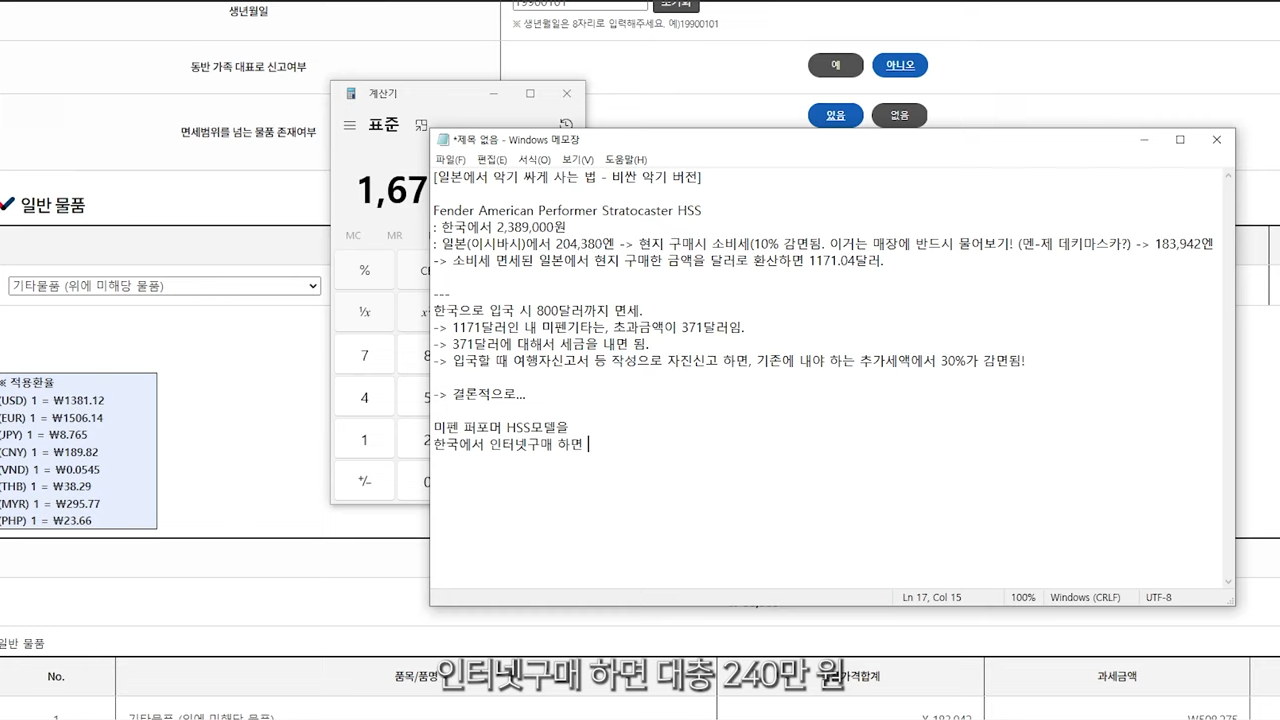 생년월일
※ 생년월일은 8자리로 입력해주세요. 예)19900101
동반 가족 대표로 신고여부
예
아니오
면세범위를 넘는 물품 존재여부
있음
없음
일반 물품
기타물품 (위에 미해당 물품)
※ 적용환율
(USD) 1 = ₩1381.12
(EUR) 1 = ₩1506.14
(JPY) 1 = ₩8.765
(CNY) 1 = ₩189.82
(VND) 1 = ₩0.0545
(THB) 1 = ₩38.29
(MYR) 1 = ₩295.77
(PHP) 1 = ₩23.66
계산기
표준
1,67
MC MR
%
¹/x
7
4
1
+/-
*제목 없음 - Windows 메모장
파일(F) 편집(E) 서식(O) 보기(V) 도움말(H)
[일본에서 악기 싸게 사는 법 - 비싼 악기 버전]
Fender American Performer Stratocaster HSS
: 한국에서 2,389,000원
: 일본(이시바시)에서 204,380엔 -> 현지 구매시 소비세(10% 감면됨. 이거는 매장에 반드시 물어보기! (멘-제 데키마스카?) -> 183,942엔
-> 소비세 면세된 일본에서 현지 구매한 금액을 달러로 환산하면 1171.04달러.
---
한국으로 입국 시 800달러까지 면세.
-> 1171달러인 내 미펜기타는, 초과금액이 371달러임.
-> 371달러에 대해서 세금을 내면 됨.
-> 입국할 때 여행자신고서 등 작성으로 자진신고 하면, 기존에 내야 하는 추가세액에서 30%가 감면됨!
-> 결론적으로...
미펜 퍼포머 HSS모델을
한국에서 인터넷구매 하면
Ln 17, Col 15 100% Windows (CRLF) UTF-8
일반 물품
No. 품목/품명 가격합계 과세금액
인터넷구매 하면 대충 240만 원
1 기타물품 (위에 미해당 물품) ¥ 183,942 ₩508,275